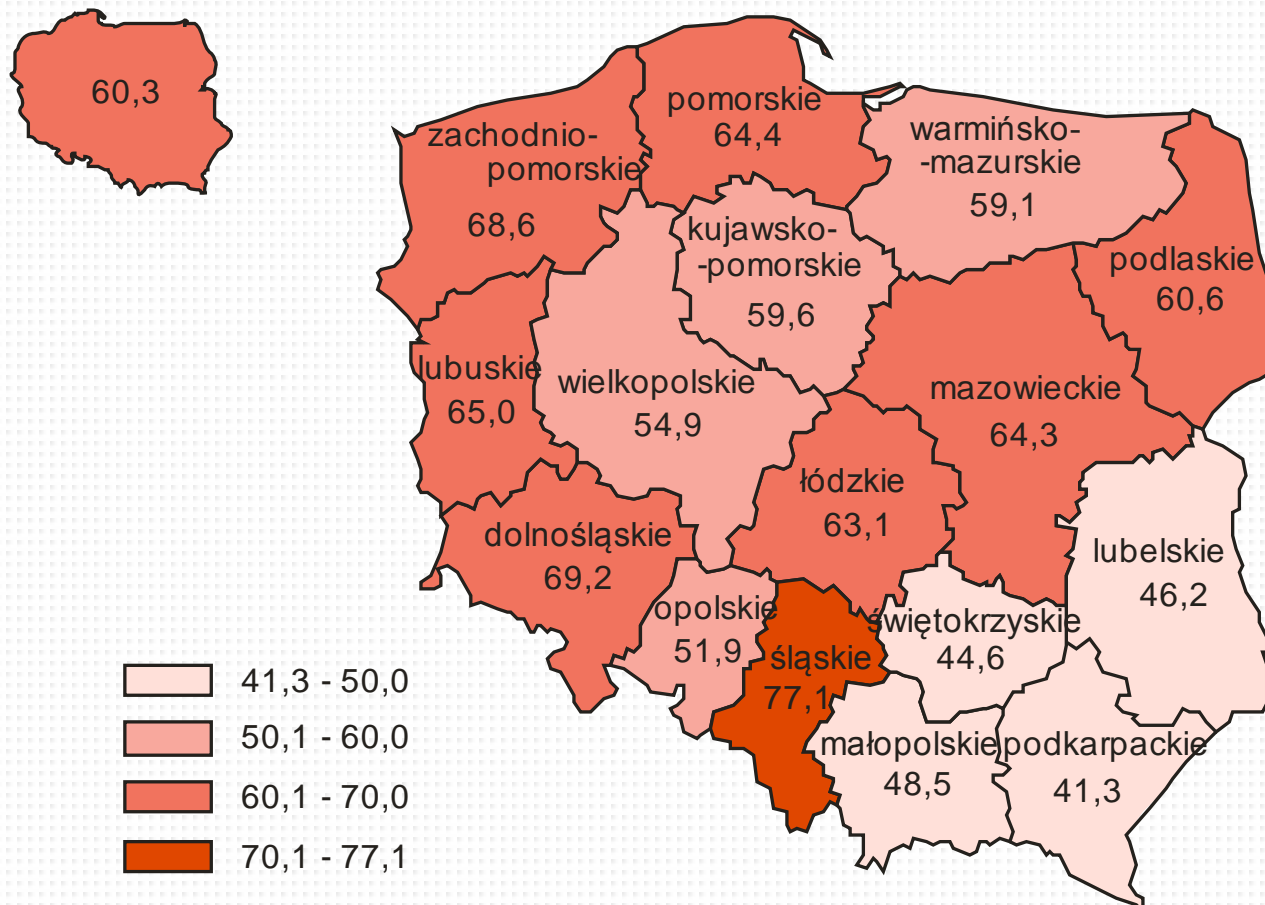 60,3
zachodnio-
pomorskie
68,6
pomorskie
64,4
warmińsko-
-mazurskie
59,1
kujawsko-
-pomorskie
59,6
podlaskie
60,6
lubuskie
65,0
wielkopolskie
54,9
mazowieckie
64,3
łódzkie
63,1
dolnośląskie
69,2
lubelskie
46,2
opolskie
51,9
śląskie
77,1
świętokrzyskie
44,6
małopolskie
48,5
podkarpackie
41,3
41,3 - 50,0
50,1 - 60,0
60,1 - 70,0
70,1 - 77,1